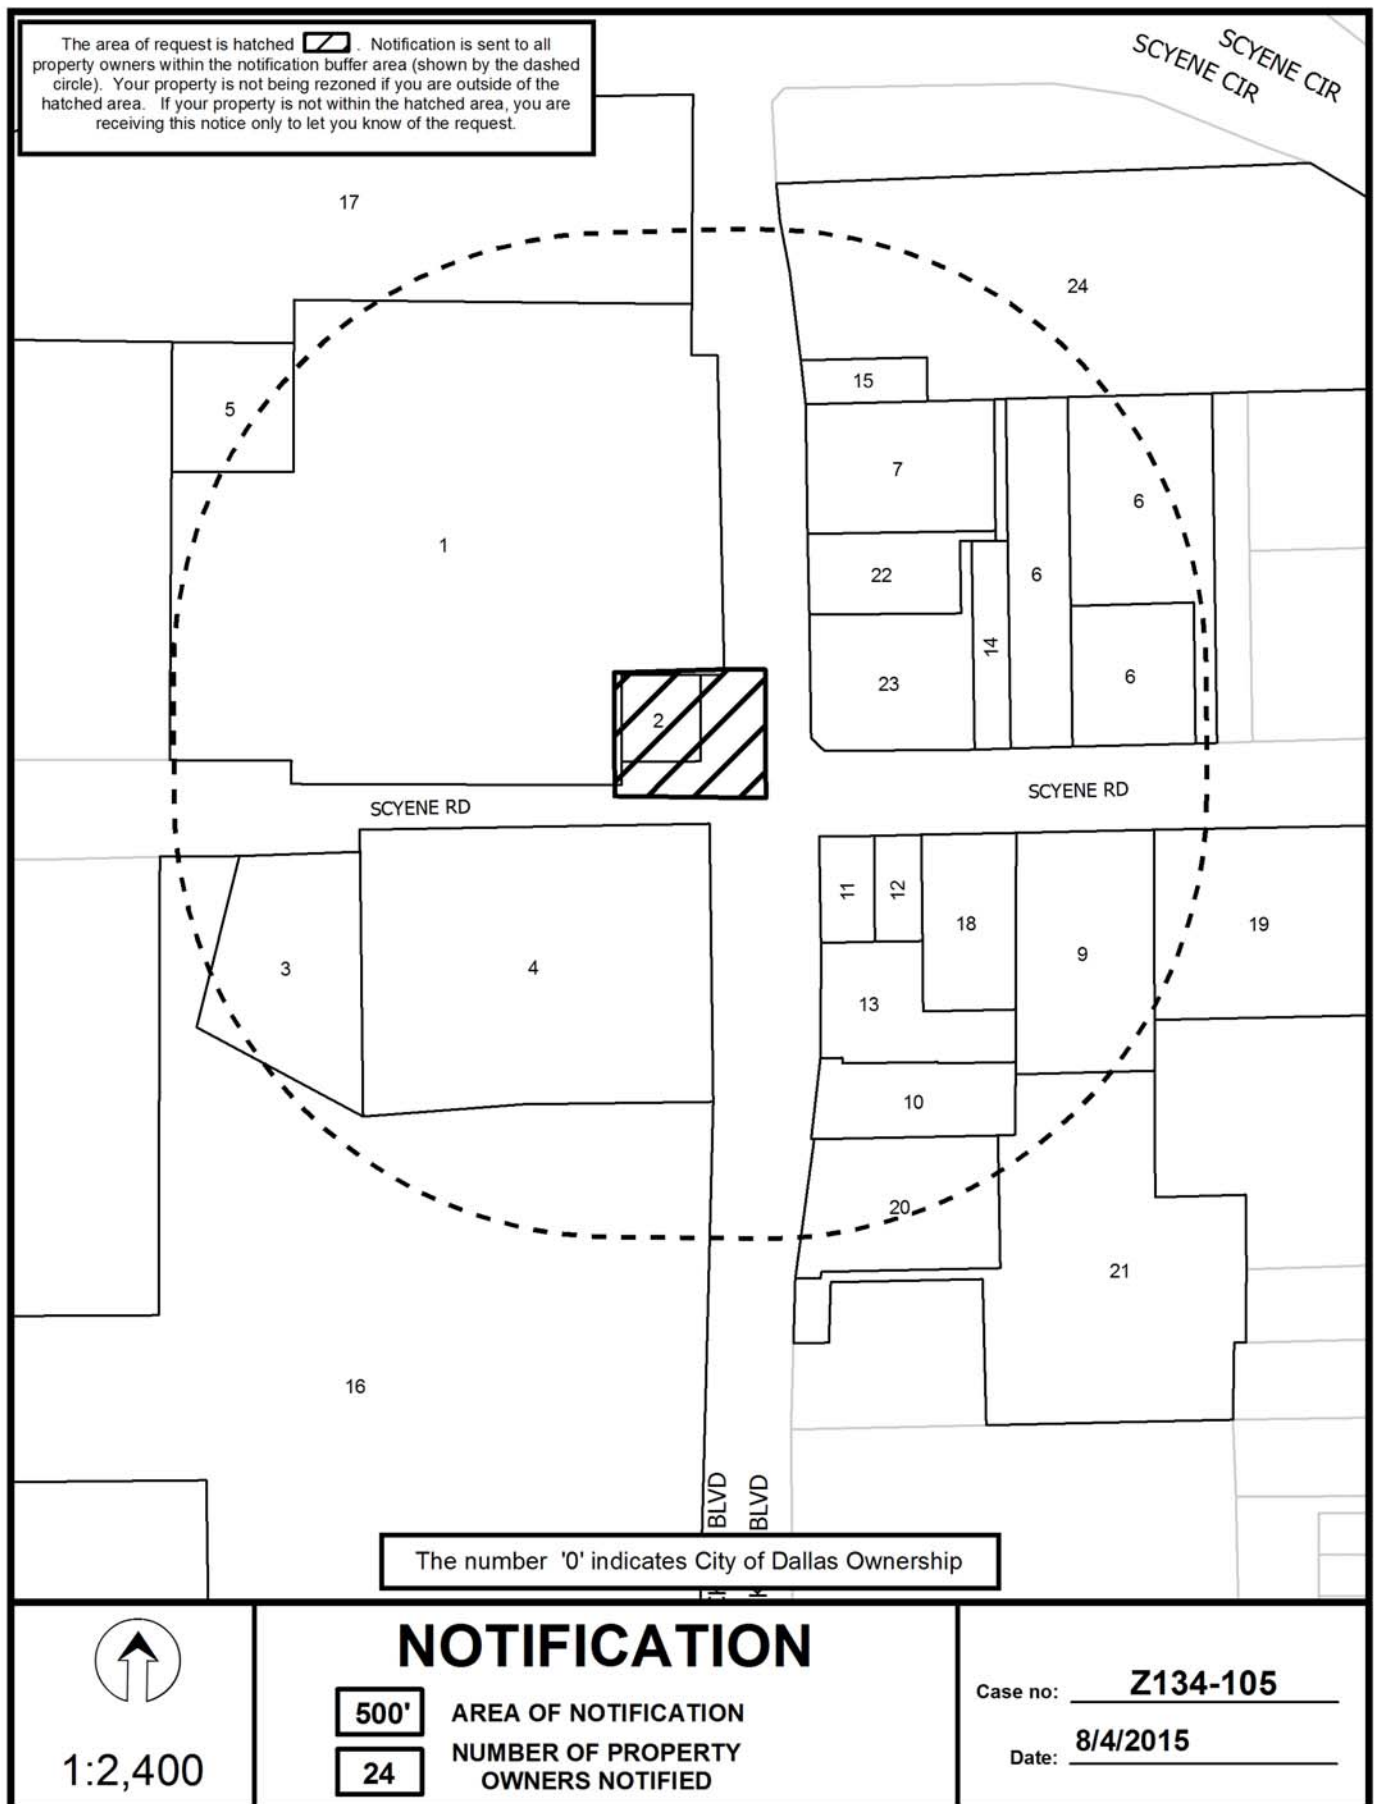 The area of request is hatched . Notification is sent to all
property owners within the notification buffer area (shown by the dashed
circle). Your property is not being rezoned if you are outside of the
hatched area. If your property is not within the hatched area, you are
receiving this notice only to let you know of the request.
SCYENE CIR
SCYENE CIR
17
24
15
5
7
6
1
22
6
14
23
6
2
SCYENE RD
SCYENE RD
11
12
18
19
9
3
4
13
10
20
21
16
BLVD
BLVD
The number '0' indicates City of Dallas Ownership
1:2,400
NOTIFICATION
500' AREA OF NOTIFICATION
24 NUMBER OF PROPERTY
OWNERS NOTIFIED
Case no: Z134-105
Date: 8/4/2015